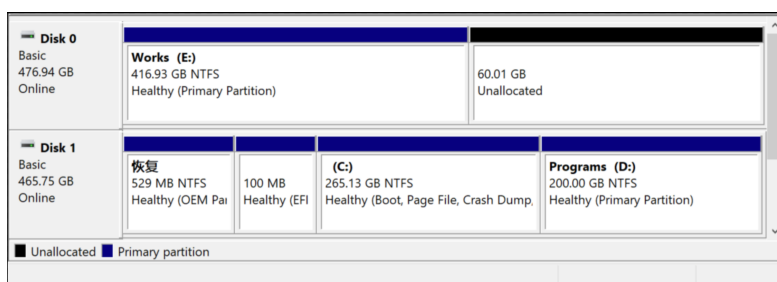 Disk 0
Basic
476.94 GB
Online
Works (E:)
416.93 GB NTFS
Healthy (Primary Partition)
60.01 GB
Unallocated
Disk 1
Basic
465.75 GB
Online
恢复
529 MB NTFS
Healthy (OEM Par
100 MB
Healthy (EFI
(C:)
265.13 GB NTFS
Healthy (Boot, Page File, Crash Dump,
Programs (D:)
200.00 GB NTFS
Healthy (Primary Partition)
Unallocated
Primary partition